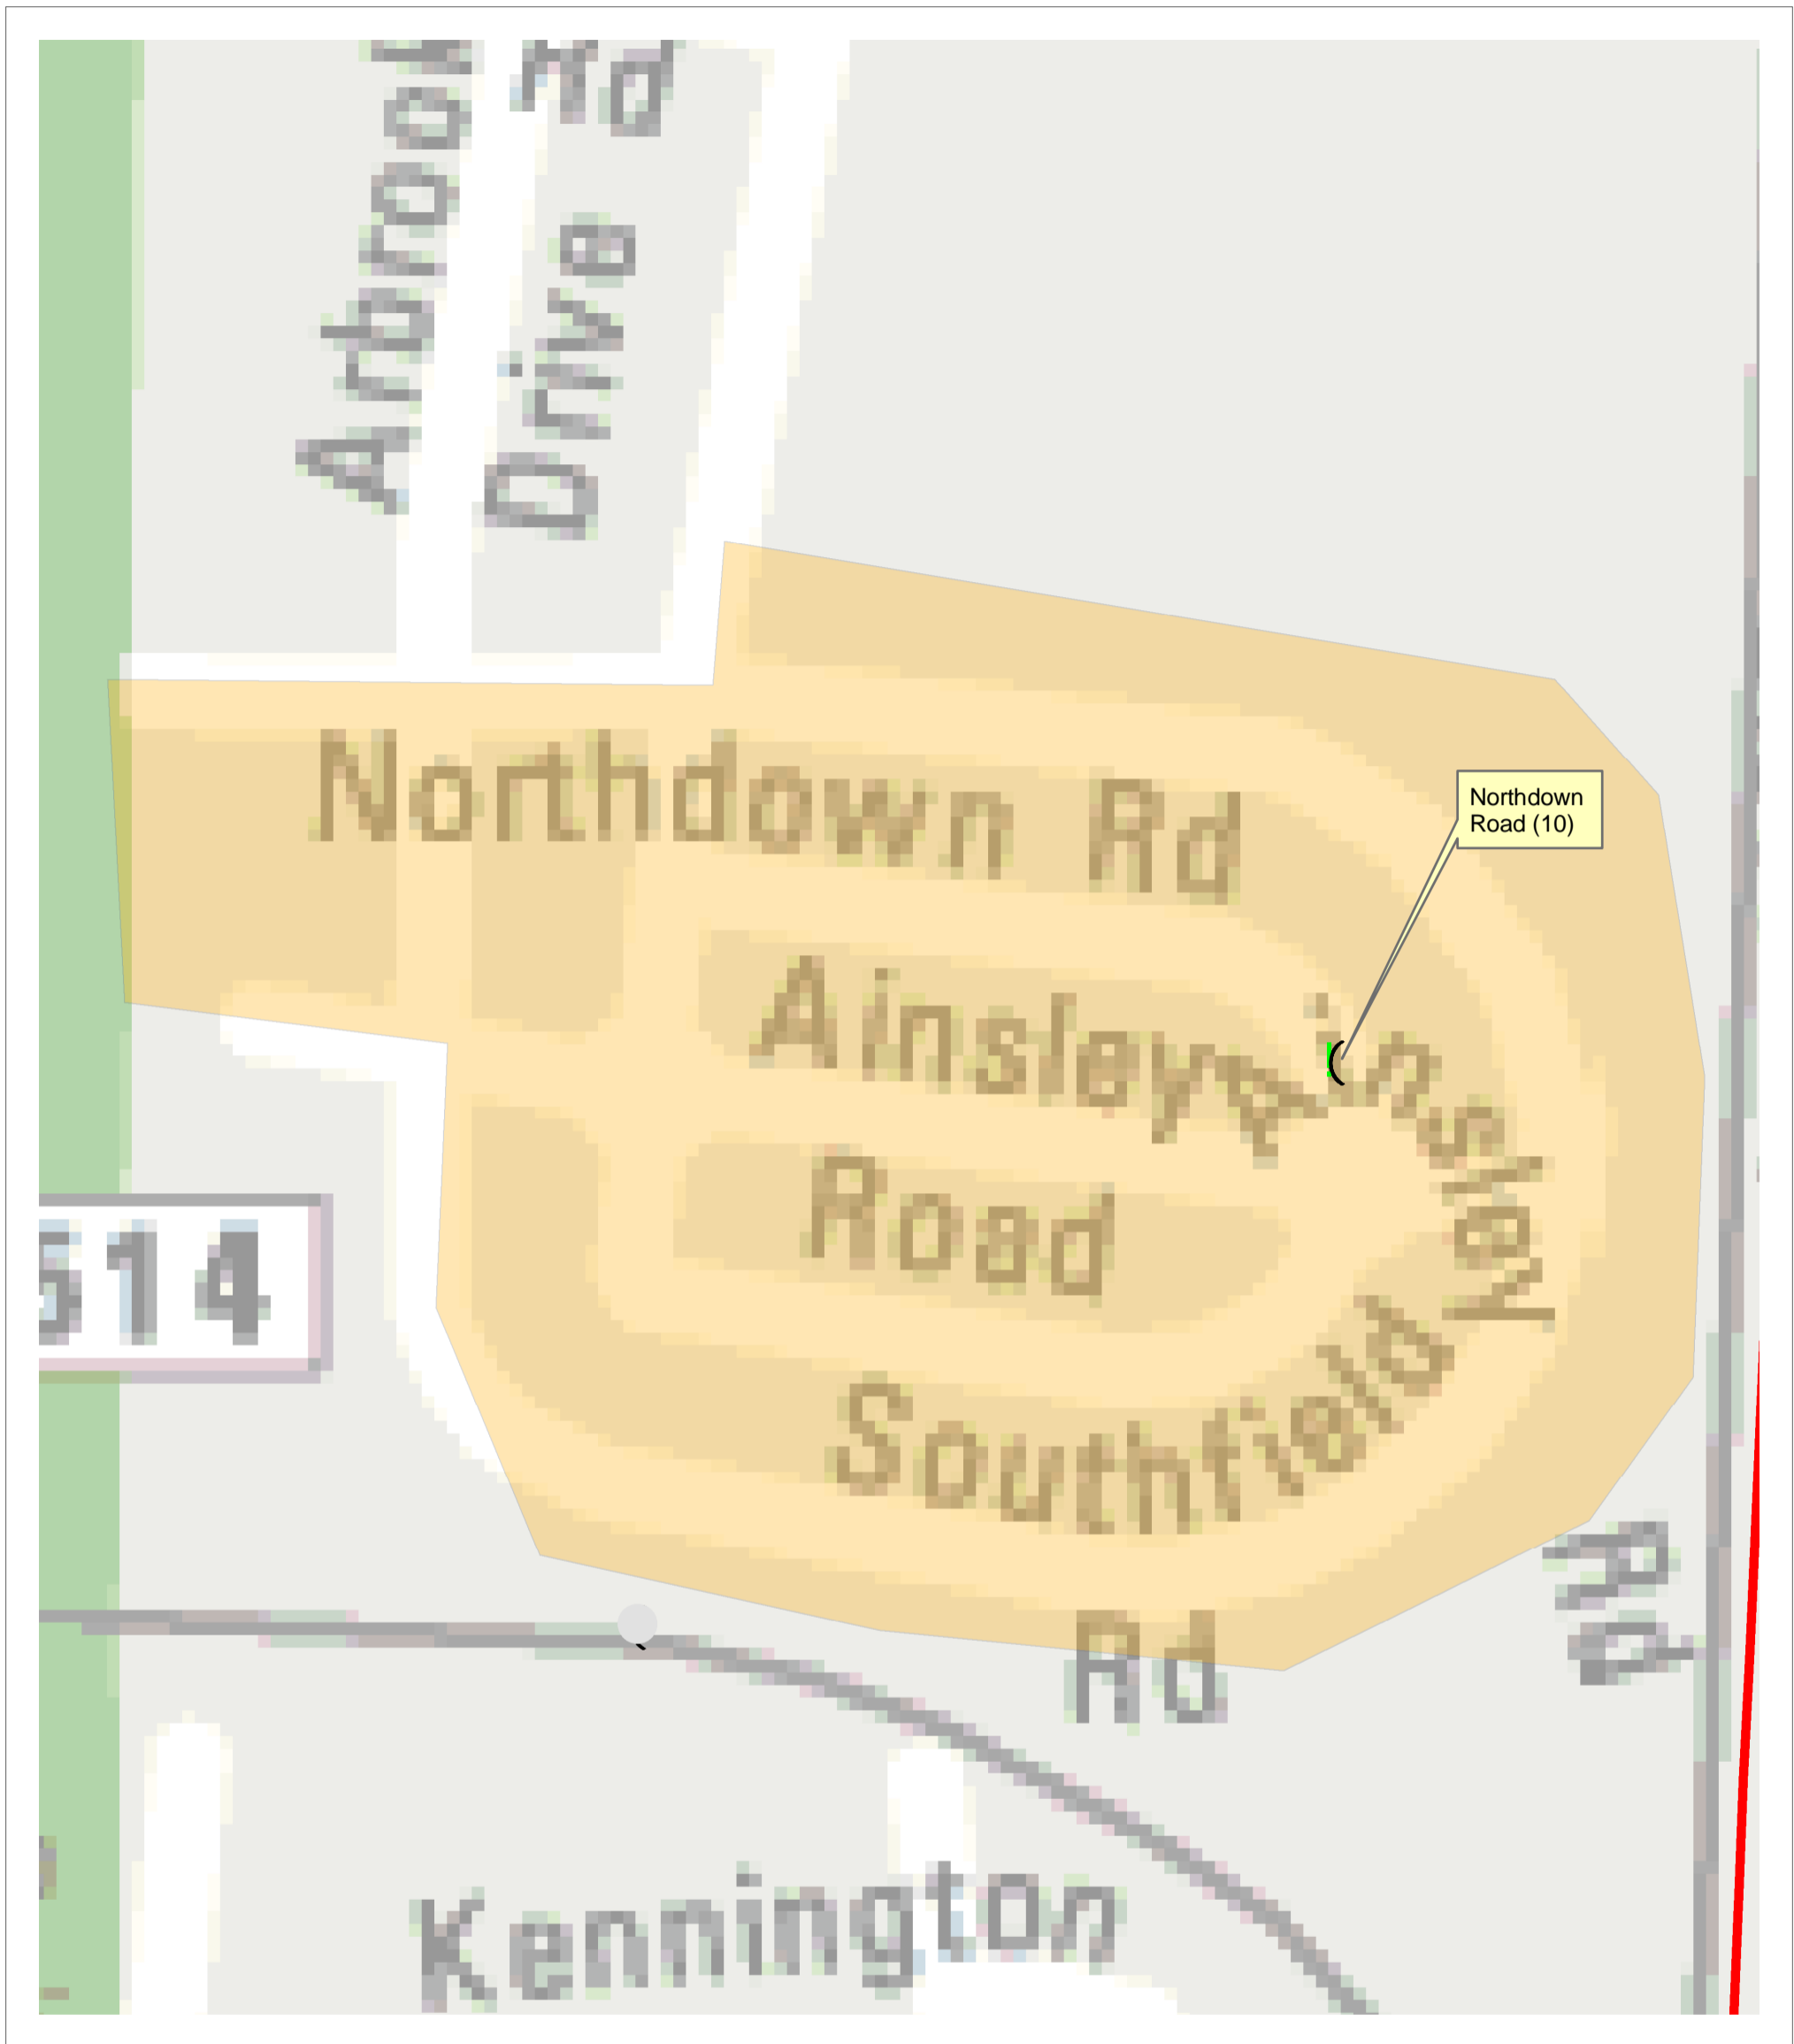 Arbrook
Rd
Drive
Northdown Rd
Northdown
Road (10)
Ainsley
Ainsley
Road
514
Southfield
Rd
Rd
Kennington